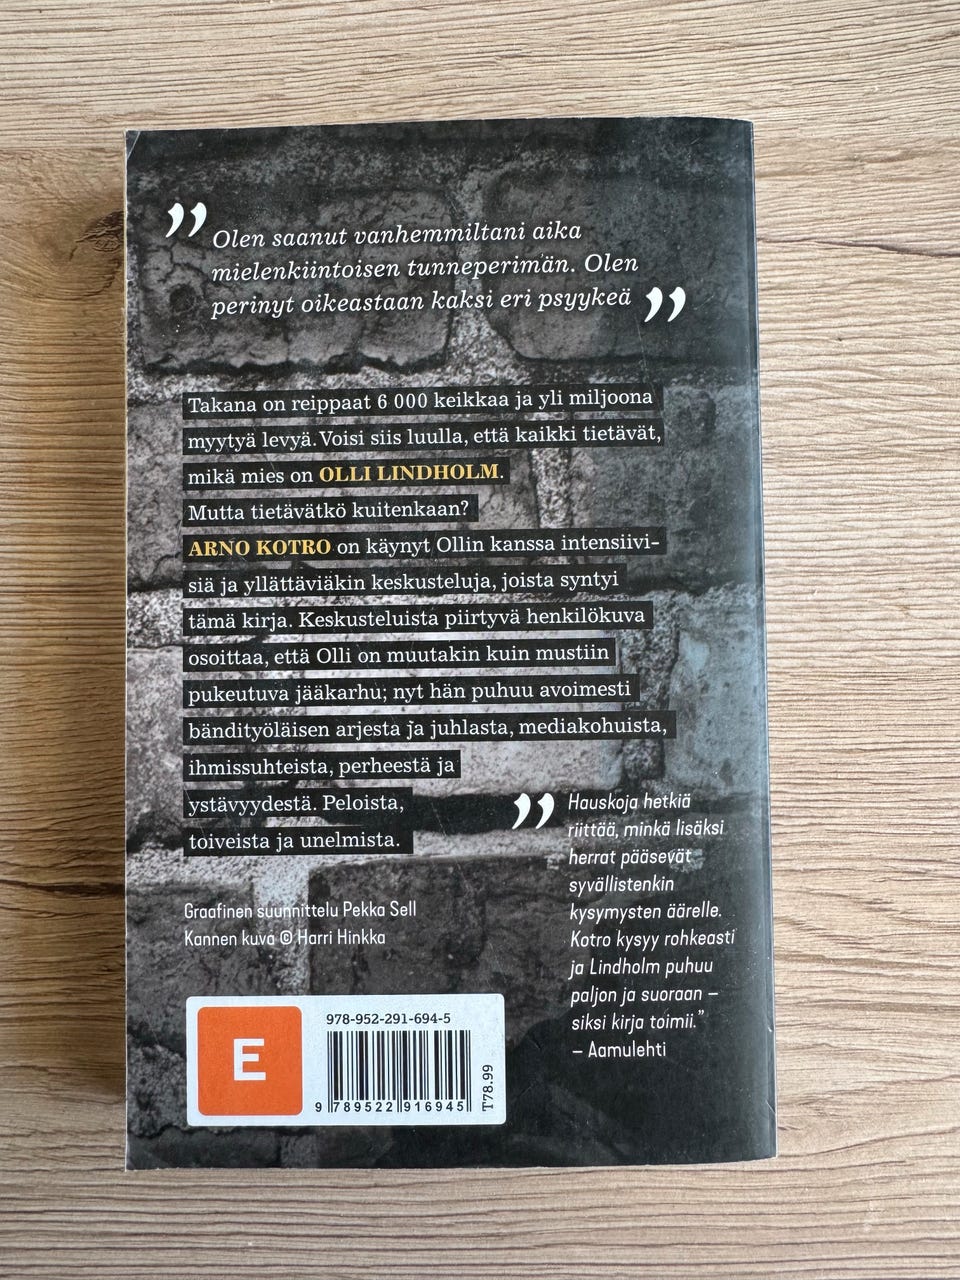 ” Olen saanut vanhemmiltani aika
mielenkiintoisen tunneperimän. Olen
perinyt oikeastaan kaksi eri psyykeä ”
Takana on reippaat 6 000 keikkaa ja yli miljoona
myytyä levyä. Voisi siis luulla, että kaikki tietävät,
mikä mies on OLLI LINDHOLM.
Mutta tietävätkö kuitenkaan?
ARNO KOTRO on käynyt Ollin kanssa intensiivi-
siä ja yllättäviäkin keskusteluja, joista syntyi
tämä kirja. Keskusteluista piirtyvä henkilökuva
osoittaa, että Olli on muutakin kuin mustiin
pukeutuva jääkarhu; nyt hän puhuu avoimesti
bändityöläisen arjesta ja juhlasta, mediakohuista,
ihmissuhteista, perheestä ja
ystävyydestä. Peloista,
toiveista ja unelmista.
” Hauskoja hetkiä
riittää, minkä lisäksi
herrat pääsevät
syvällistenkin
kysymysten äärelle.
Kotro kysyy rohkeasti
ja Lindholm puhuu
paljon ja suoraan –
siksi kirja toimii.”
– Aamulehti
Graafinen suunnittelu Pekka Sell
Kannen kuva © Harri Hinkka
E
978-952-291-694-5
9 789522 916945
T78.99